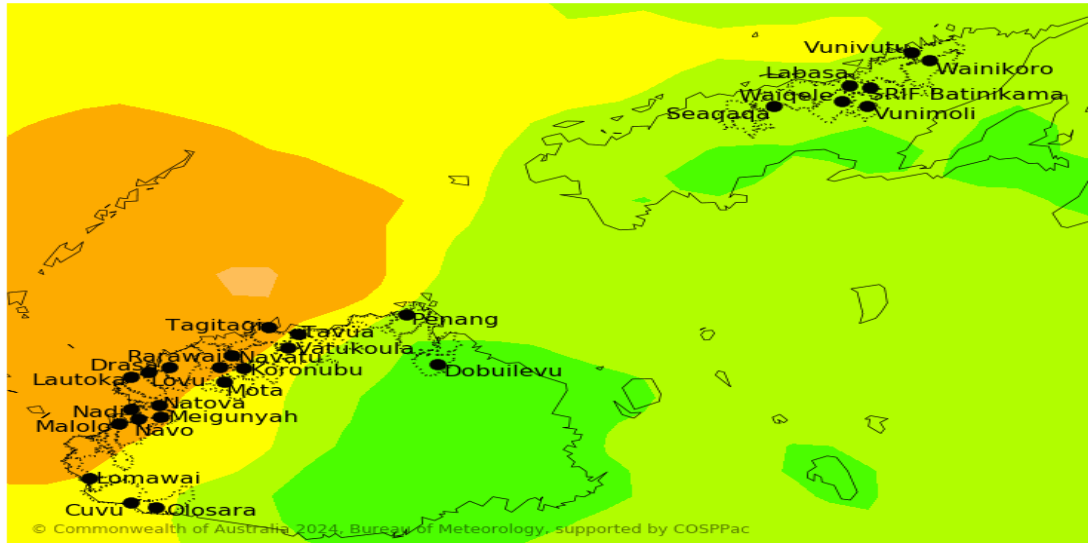 Vunivutu
Wainikoro
Labasa
SRIF Batinikama
Waiqele
Seaqaqa
Vunimoli
Penang
Tagitagi
Tavua
Vatukoula
Rarawai
Navatu
Drasa
Koronubu
Dobuilevu
Lautoka
Lovu
Mota
Natova
Nadi
Meigunyah
Malolo
Navo
Lomawai
Cuvu
Olosara
© Commonwealth of Australia 2024, Bureau of Meteorology, supported by COSPPac